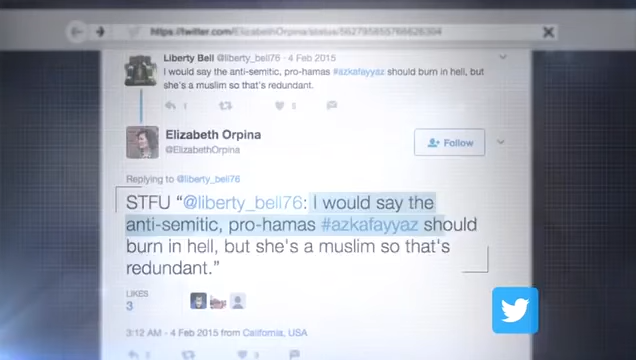 https://twitter.com/ElizabethOrpina/status/
Liberty Bell @liberty_bell76 · 4 Feb 2015
I would say the anti-semitic, pro-hamas #azkafayyaz should burn in hell, but
she's a muslim so that's redundant.
1
5
Elizabeth Orpina
@ElizabethOrpina
Follow
Replying to @liberty_bell76
STFU “@liberty_bell76: I would say the
anti-semitic, pro-hamas #azkafayyaz should
burn in hell, but she's a muslim so that's
redundant.”
LIKES
3
3:12 AM - 4 Feb 2015 from California, USA
3